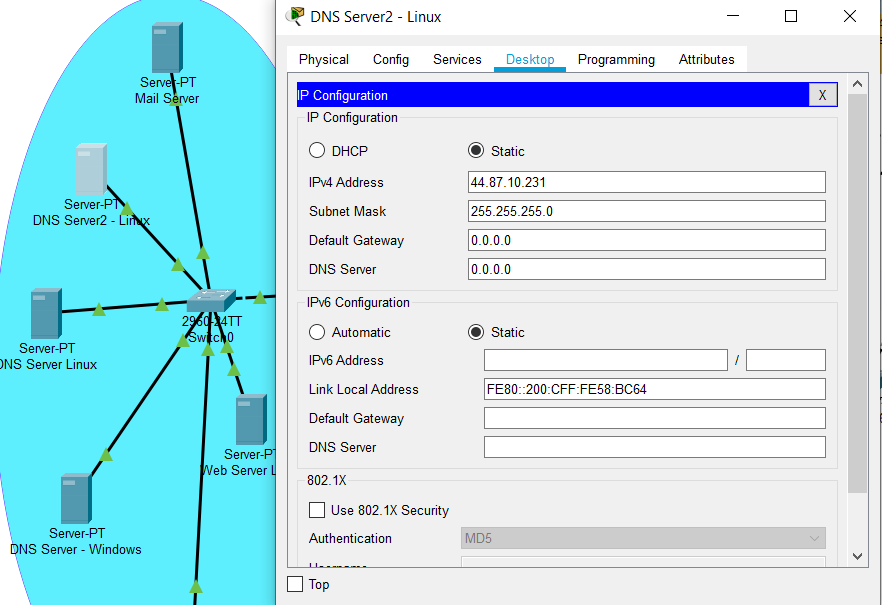 Server-PT
Mail Server
Server-PT
DNS Server2 - Linux
2960-24TT
Switch0
Server-PT
DNS Server Linux
Server-PT
Web Server L
Server-PT
DNS Server - Windows
DNS Server2 - Linux
Physical Config Services Desktop Programming Attributes
IP Configuration X
IP Configuration
DHCP Static
IPv4 Address 44.87.10.231
Subnet Mask 255.255.255.0
Default Gateway 0.0.0.0
DNS Server 0.0.0.0
IPv6 Configuration
Automatic Static
IPv6 Address /
Link Local Address FE80::200:CFF:FE58:BC64
Default Gateway
DNS Server
802.1X
Use 802.1X Security
Authentication MD5
Username
Top